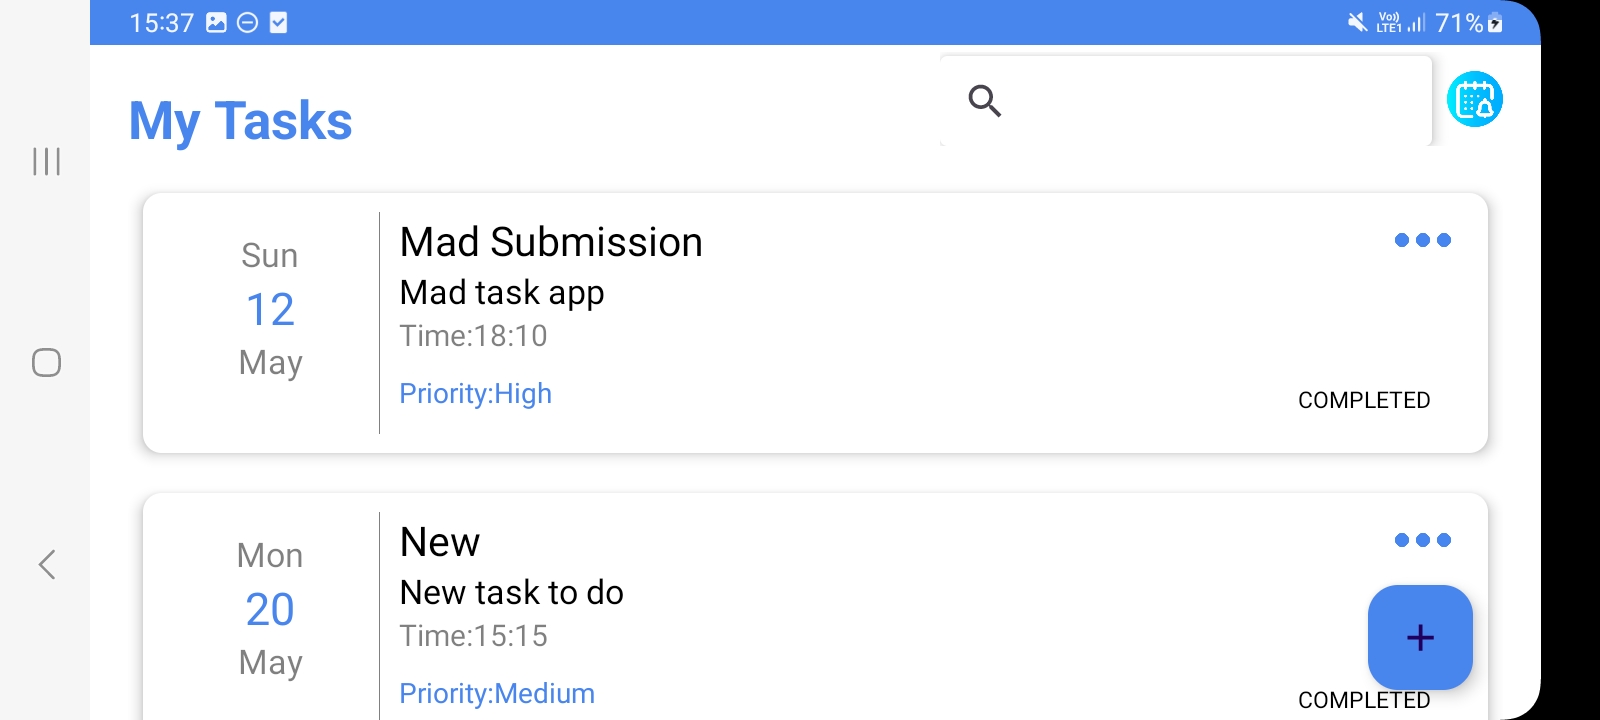 15:37
Vo)) LTE1 71%
My Tasks
Sun
12
May
Mad Submission
Mad task app
Time:18:10
Priority:High
COMPLETED
Mon
20
May
New
New task to do
Time:15:15
Priority:Medium
COMPLETED